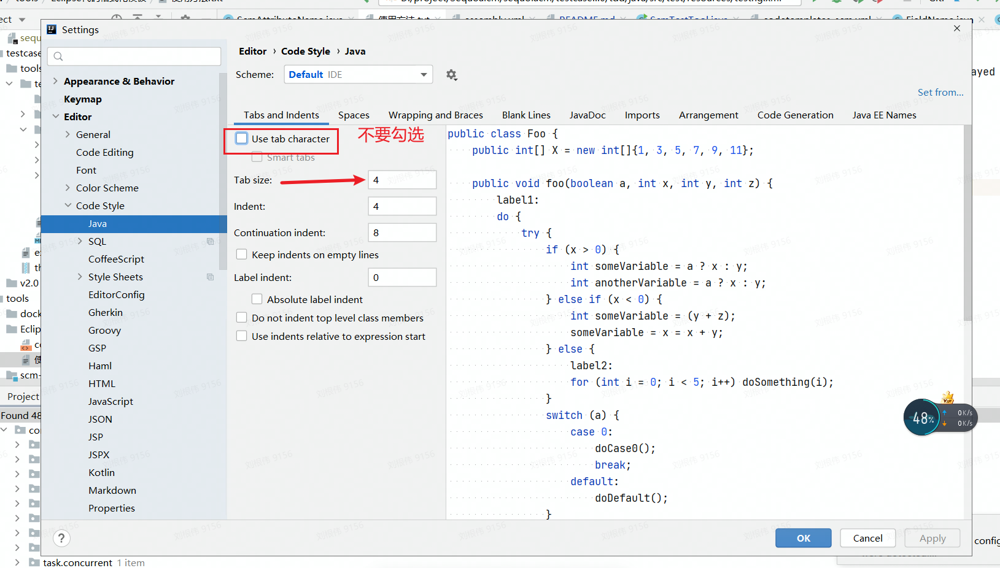 Settings
Editor › Code Style › Java
Scheme: Default IDE
Set from...
Appearance & Behavior
Keymap
Editor
General
Code Editing
Font
Color Scheme
Code Style
Java
SQL
CoffeeScript
Style Sheets
EditorConfig
Gherkin
Groovy
GSP
Haml
HTML
JavaScript
JSON
JSP
JSPX
Kotlin
Markdown
Properties
Tabs and Indents Spaces Wrapping and Braces Blank Lines JavaDoc Imports Arrangement Code Generation Java EE Names
Use tab character 不要勾选
Smart tabs
Tab size: 4
Indent: 4
Continuation indent: 8
Keep indents on empty lines
Label indent: 0
Absolute label indent
Do not indent top level class members
Use indents relative to expression start
public class Foo {
public int[] X = new int[]{1, 3, 5, 7, 9, 11};
public void foo(boolean a, int x, int y, int z) {
label1:
do {
try {
if (x > 0) {
int someVariable = a ? x : y;
int anotherVariable = a ? x : y;
} else if (x < 0) {
int someVariable = (y + z);
someVariable = x = x + y;
} else {
label2:
for (int i = 0; i < 5; i++) doSomething(i);
}
switch (a) {
case 0:
doCase0();
break;
default:
doDefault();
}
OK Cancel Apply
?
testcase
tools
v2.0
tools
dock
Eclip
scm-
Project
Found 48
task.concurrent 1 item
48%
VIP
0K/s
0K/s
ayed
config
刘根伟 9156